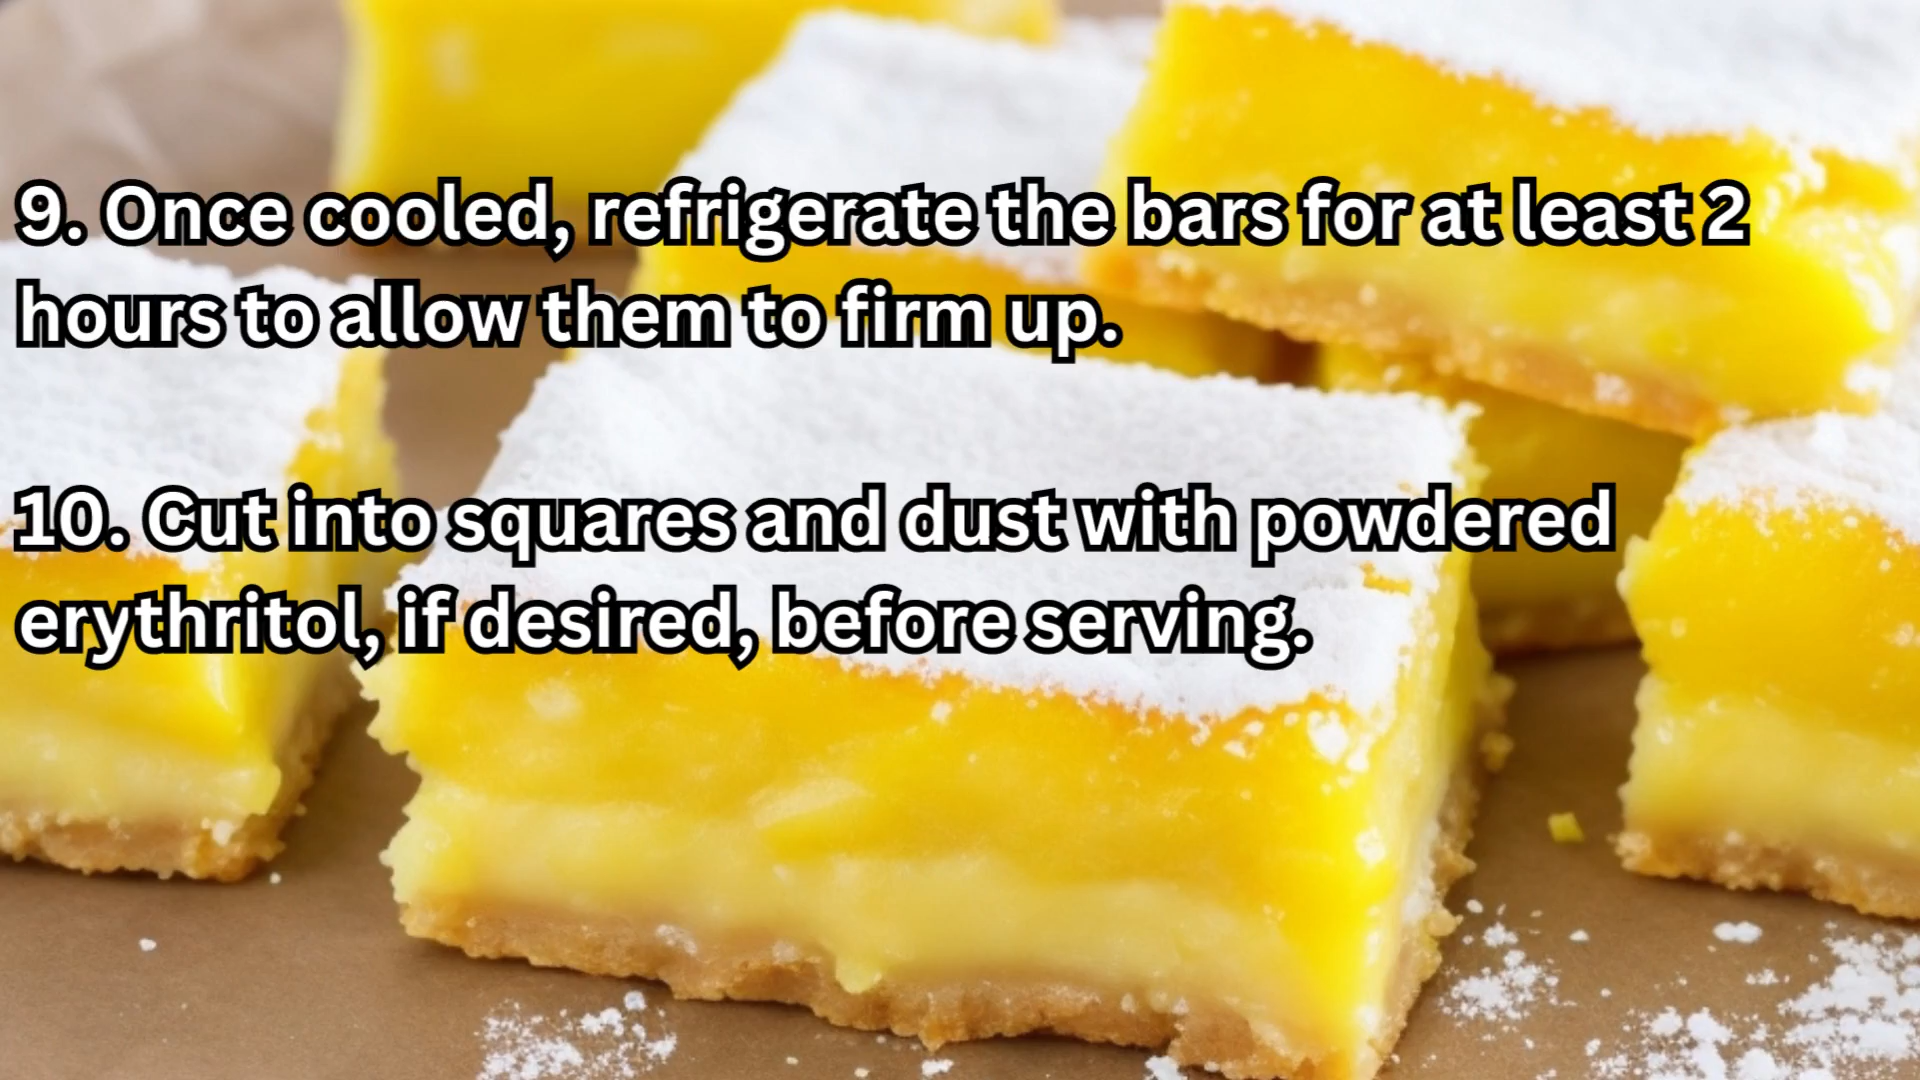 9. Once cooled, refrigerate the bars for at least 2
hours to allow them to firm up.
10. Cut into squares and dust with powdered
erythritol, if desired, before serving.